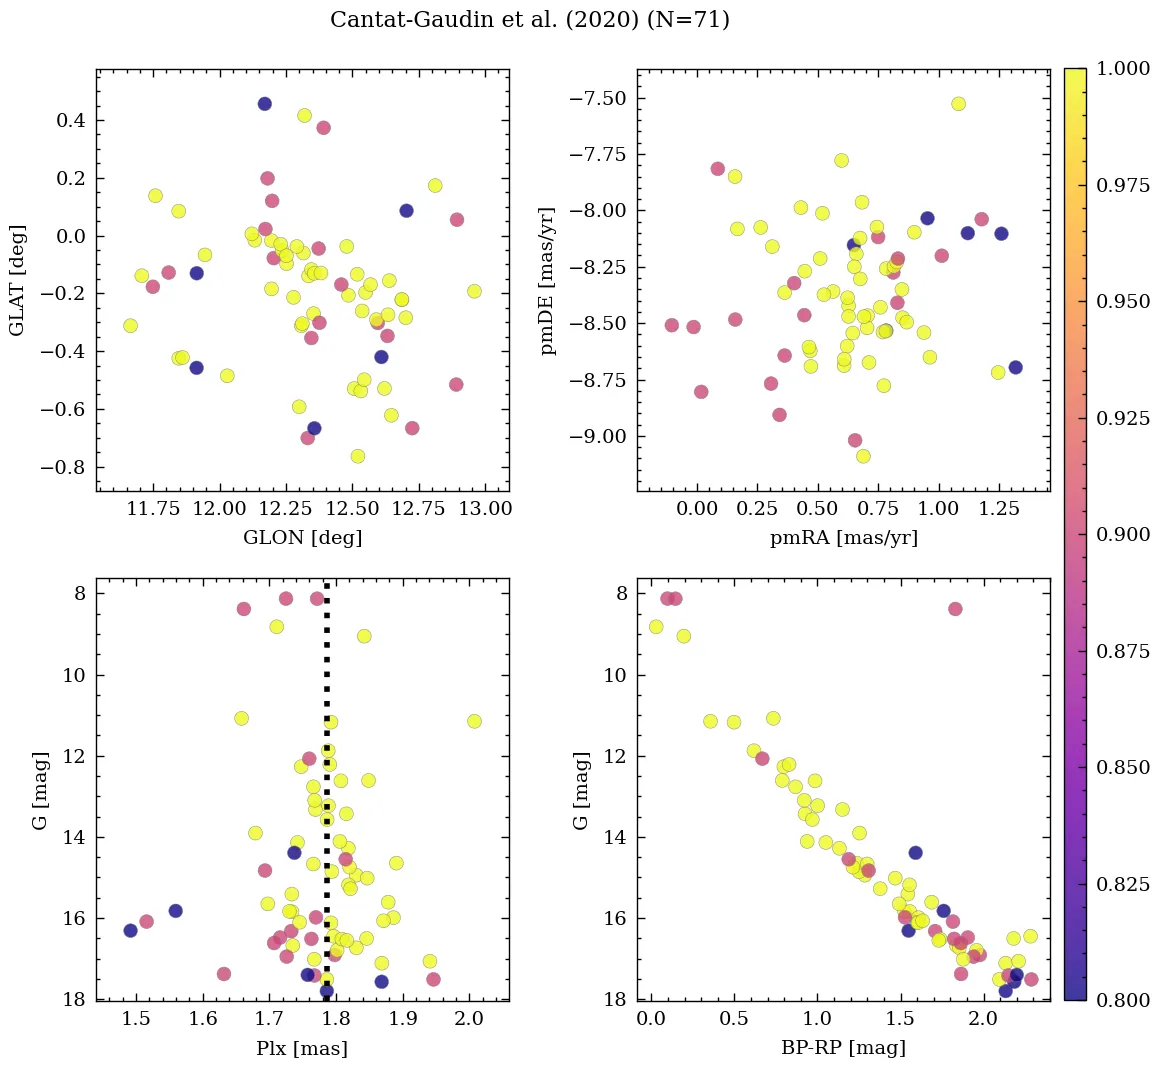 Cantat-Gaudin et al. (2020) (N=71)
0.4
0.2
0.0
−0.2
−0.4
−0.6
−0.8
GLAT [deg]
11.75 12.00 12.25 12.50 12.75 13.00
GLON [deg]
−7.50
−7.75
−8.00
−8.25
−8.50
−8.75
−9.00
pmDE [mas/yr]
0.00 0.25 0.50 0.75 1.00 1.25
pmRA [mas/yr]
8
10
12
14
16
18
G [mag]
1.5 1.6 1.7 1.8 1.9 2.0
Plx [mas]
8
10
12
14
16
18
G [mag]
0.0 0.5 1.0 1.5 2.0
BP-RP [mag]
1.000
0.975
0.950
0.925
0.900
0.875
0.850
0.825
0.800